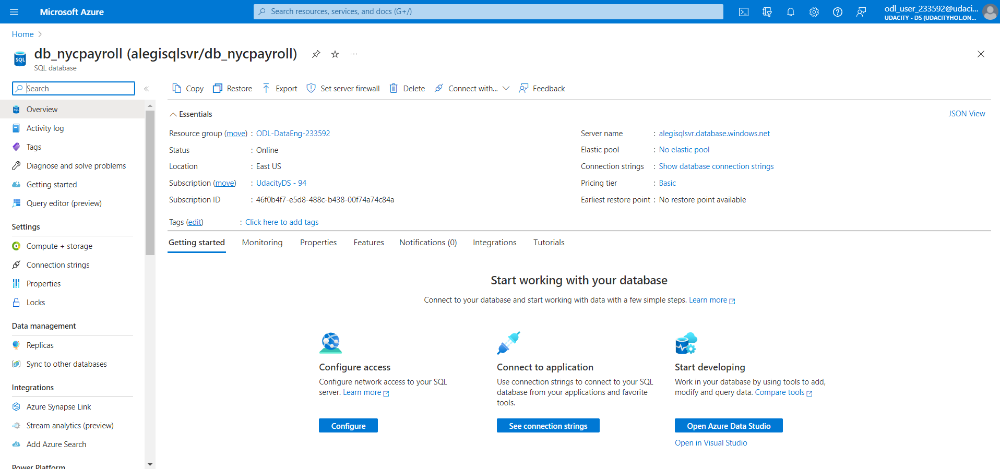 Microsoft Azure
Search resources, services, and docs (G+/)
odl_user_233592@udaci...
UDACITY - DS (UDACITYHOL.ON...
Home
db_nycpayroll (alegisqlsvr/db_nycpayroll)
SQL
SQL database
Search
Copy
Restore
Export
Set server firewall
Delete
Connect with...
Feedback
Overview
Activity log
Tags
Diagnose and solve problems
Getting started
Query editor (preview)
Settings
Compute + storage
Connection strings
Properties
Locks
Data management
Replicas
Sync to other databases
Integrations
Azure Synapse Link
Stream analytics (preview)
Add Azure Search
Power Platform
Essentials
JSON View
Resource group (move) : ODL-DataEng-233592
Status : Online
Location : East US
Subscription (move) : UdacityDS - 94
Subscription ID : 46f0b4f7-e5d8-488c-b438-00f74a74c84a
Server name : alegisqlsvr.database.windows.net
Elastic pool : No elastic pool
Connection strings : Show database connection strings
Pricing tier : Basic
Earliest restore point : No restore point available
Tags (edit) : Click here to add tags
Getting started
Monitoring
Properties
Features
Notifications (0)
Integrations
Tutorials
Start working with your database
Connect to your database and start working with data with a few simple steps. Learn more
Configure access
Configure network access to your SQL
server. Learn more
Configure
Connect to application
Use connection strings to connect to your SQL
database from your applications and favorite
tools.
See connection strings
Start developing
Work in your database by using tools to add,
modify and query data. Compare tools
Open Azure Data Studio
Open in Visual Studio